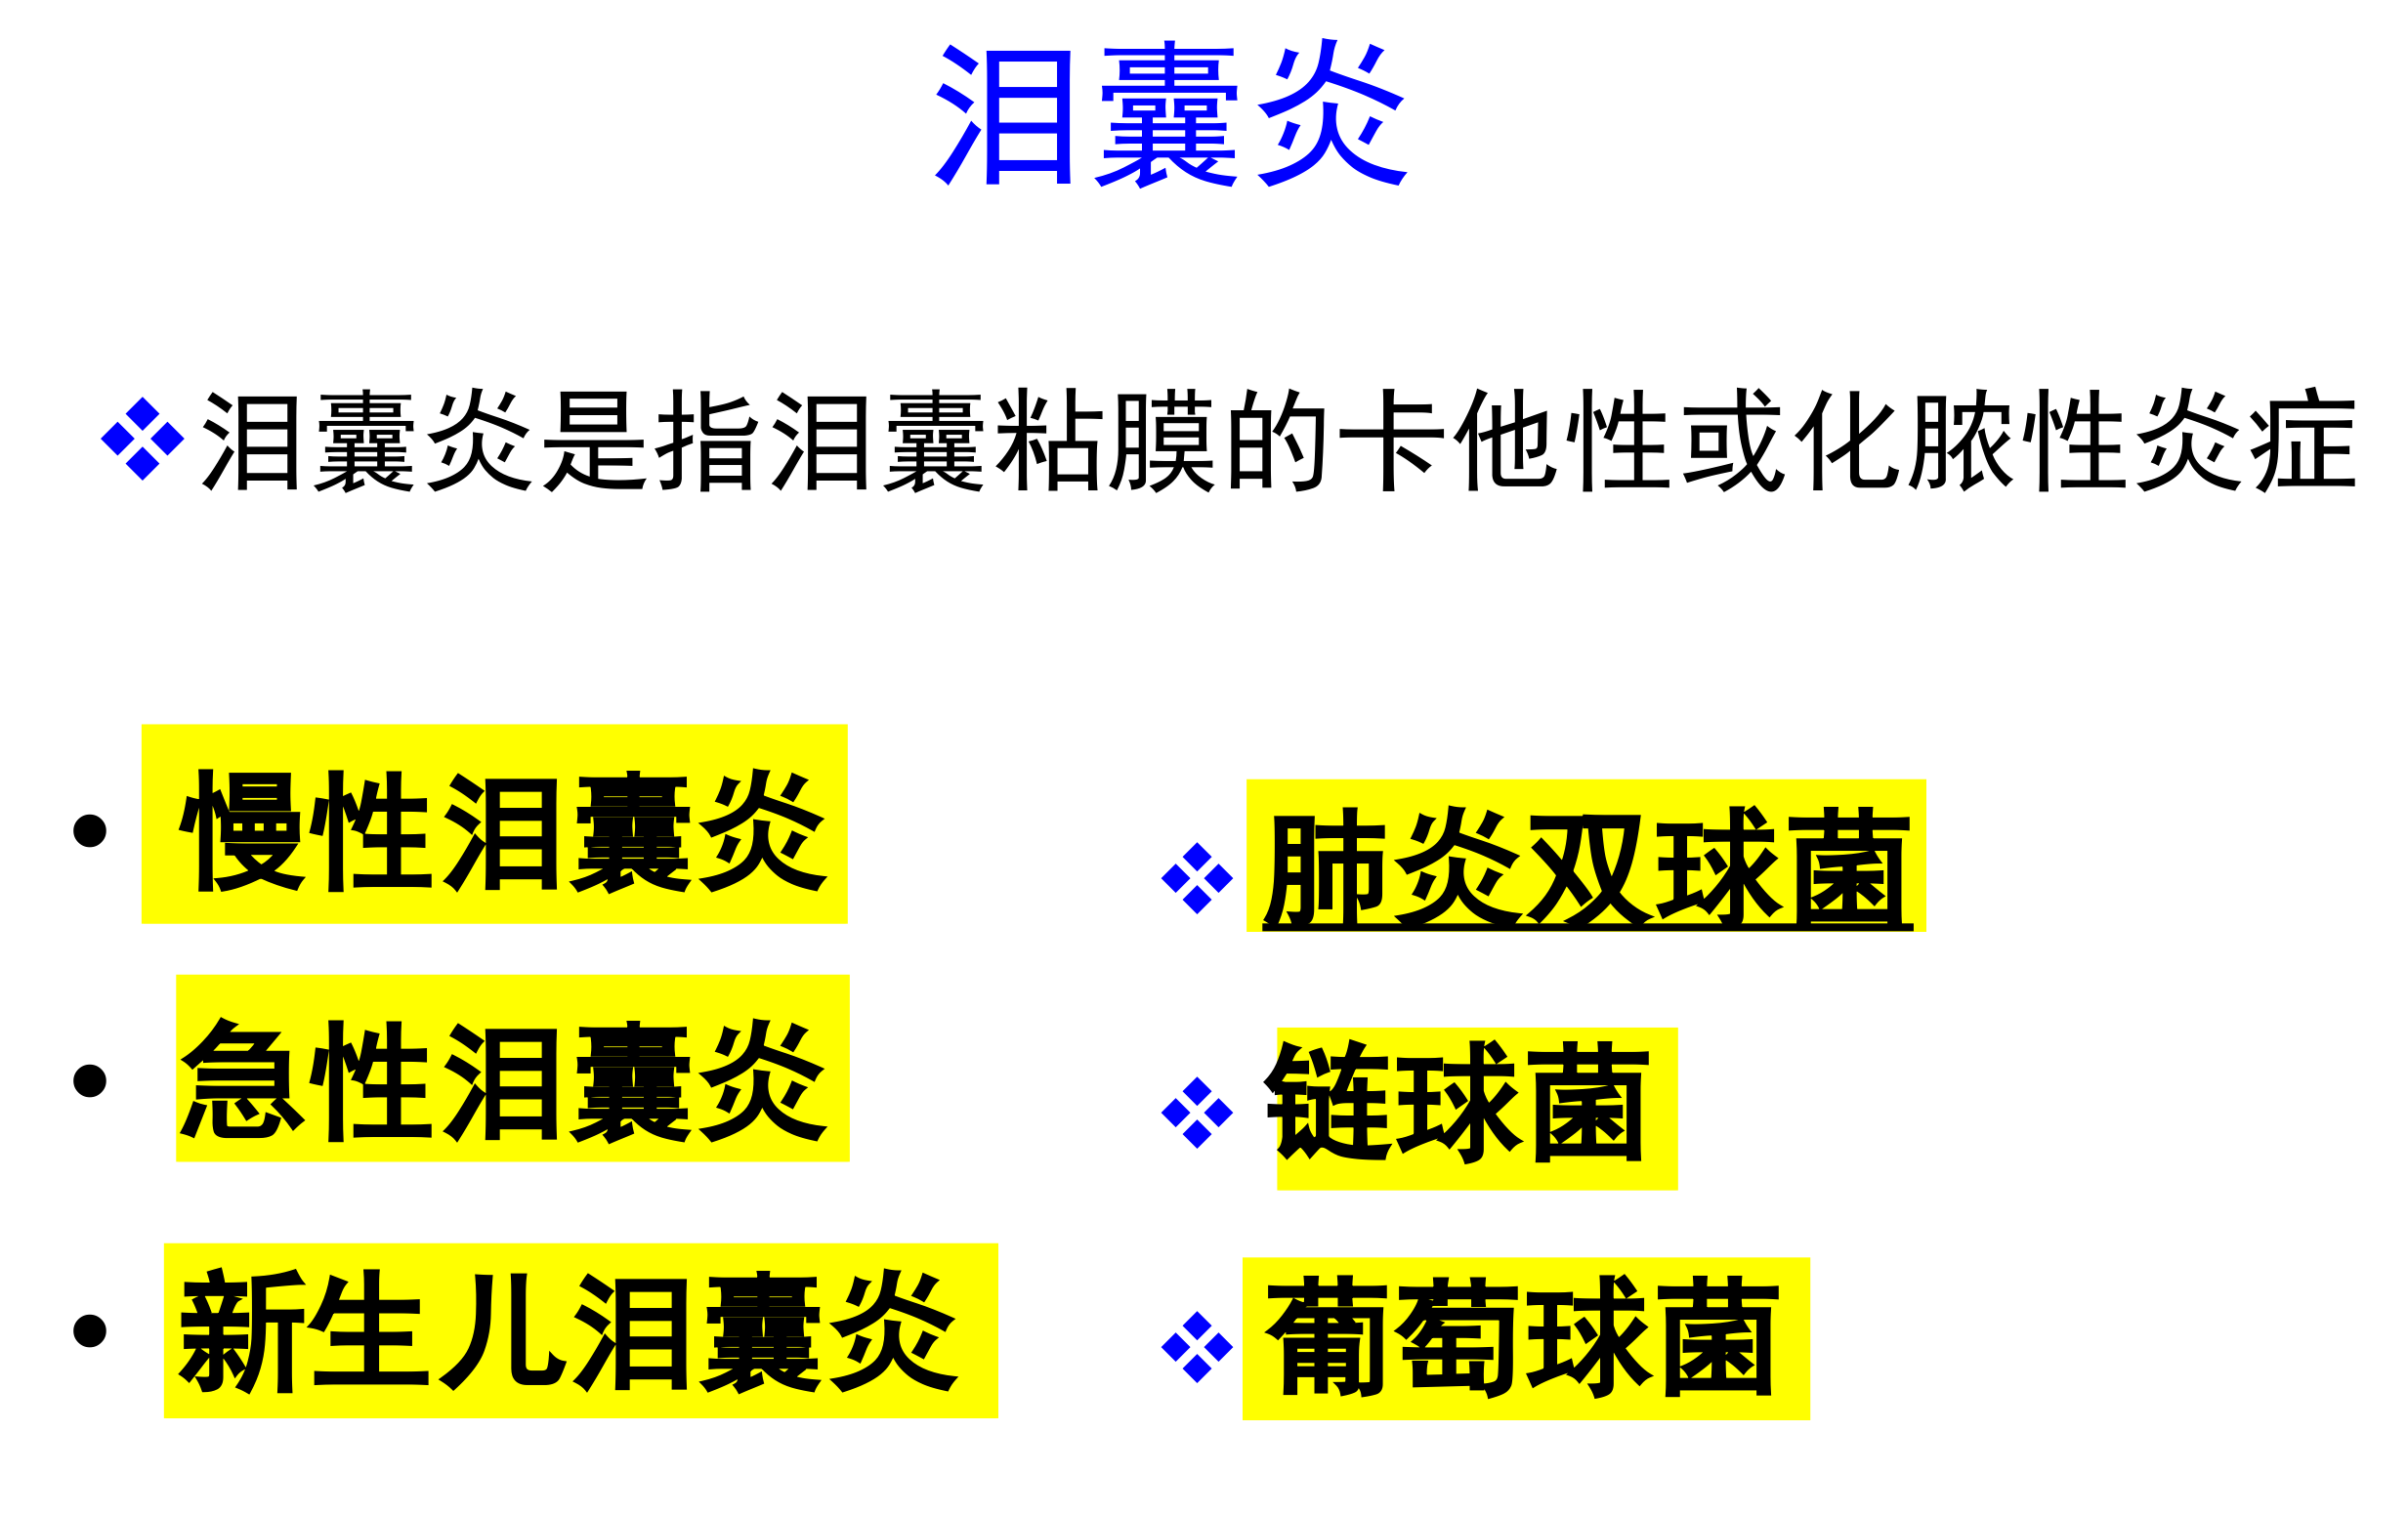 泪囊炎
泪囊炎是指泪囊粘膜的卡他性或化脓性炎症
慢性泪囊炎
急性泪囊炎
新生儿泪囊炎
肺炎双球菌
链球菌
葡萄球菌